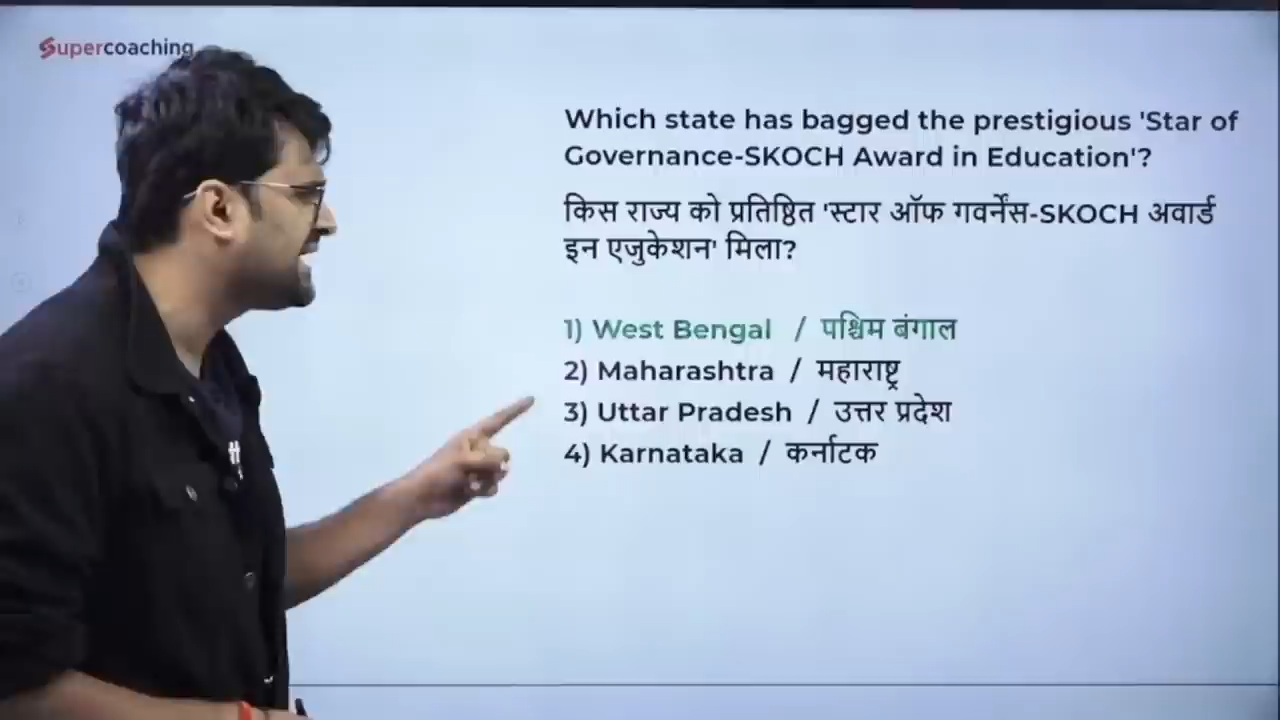 Supercoaching
Which state has bagged the prestigious 'Star of
Governance-SKOCH Award in Education'?
किस राज्य को प्रतिष्ठित 'स्टार ऑफ गवर्नेंस-SKOCH अवार्ड
इन एजुकेशन' मिला?
1) West Bengal / पश्चिम बंगाल
2) Maharashtra / महाराष्ट्र
3) Uttar Pradesh / उत्तर प्रदेश
4) Karnataka / कर्नाटक